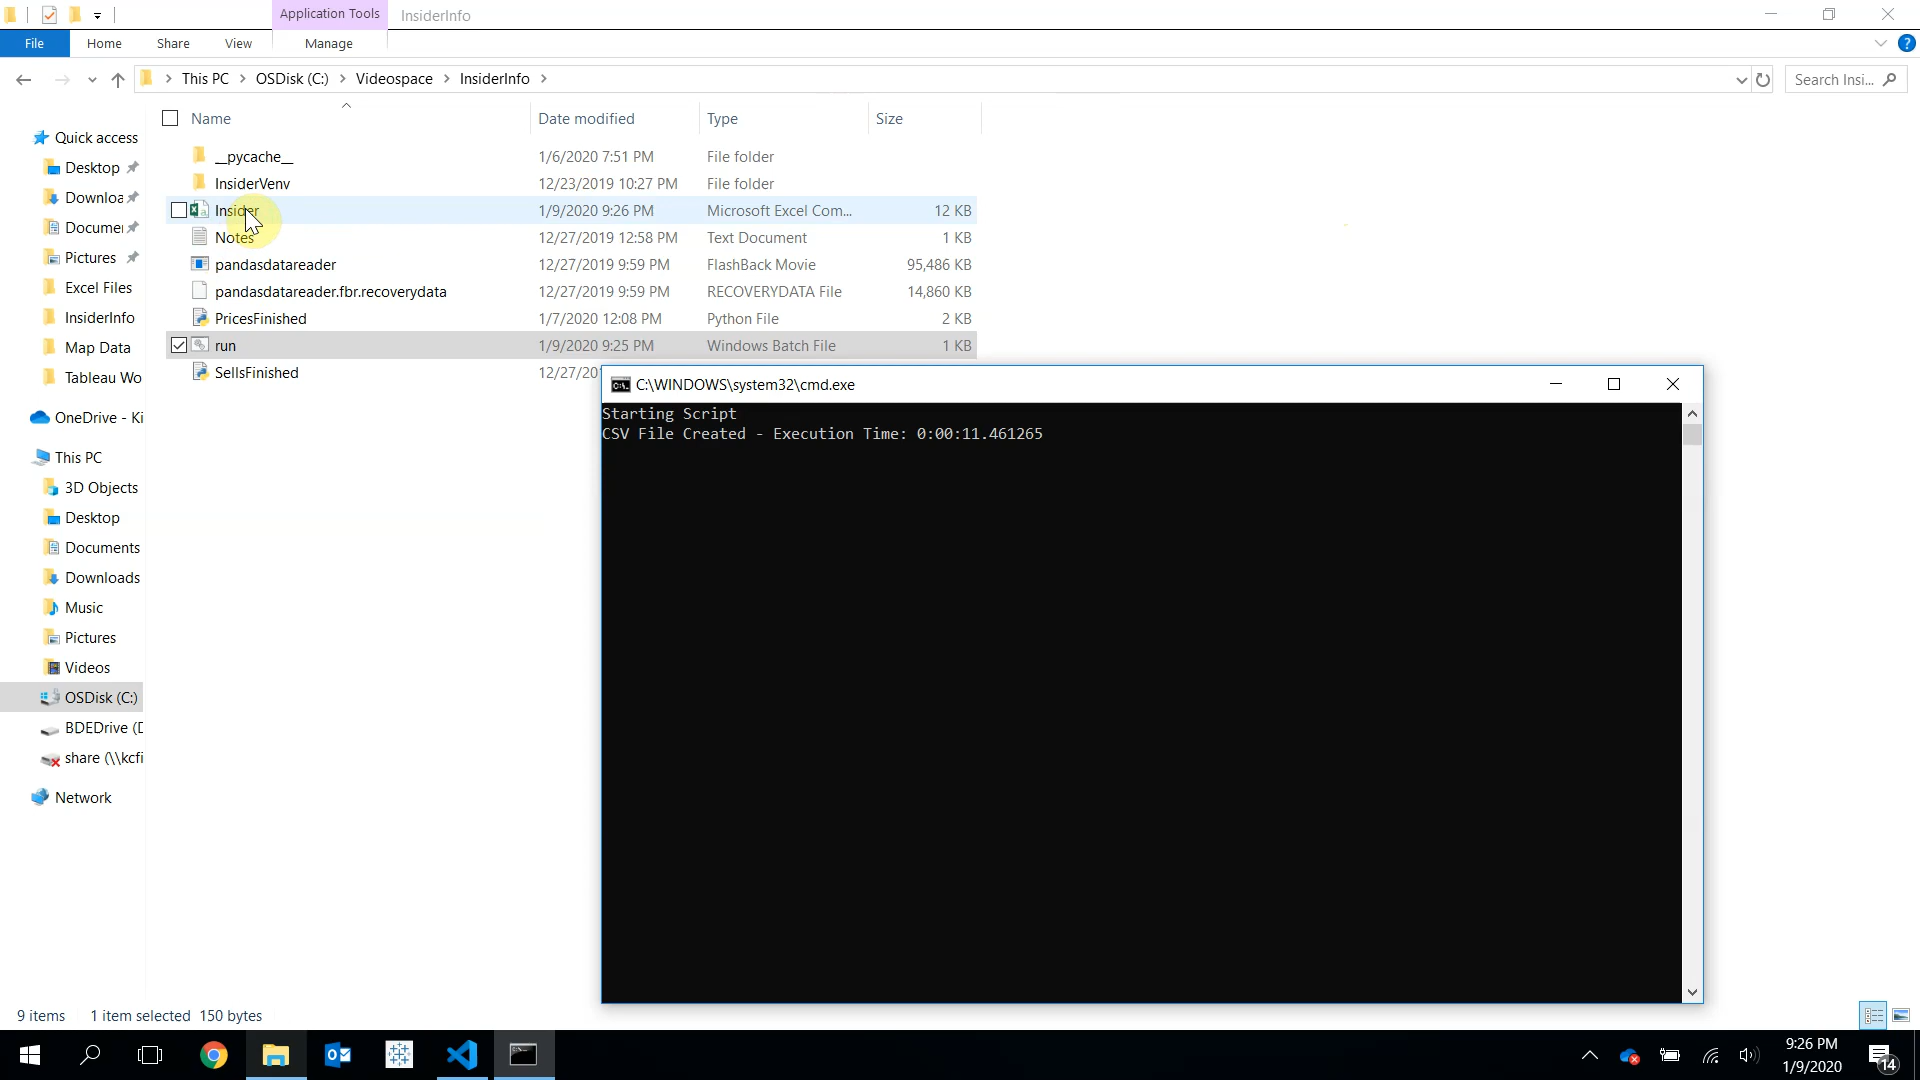 Application Tools
InsiderInfo
File
Home
Share
View
Manage
This PC
OSDisk (C:)
Videospace
InsiderInfo
Search Insi...
Name
Date modified
Type
Size
__pycache__ 1/6/2020 7:51 PM File folder
InsiderVenv 12/23/2019 10:27 PM File folder
Insider 1/9/2020 9:26 PM Microsoft Excel Com... 12 KB
Notes 12/27/2019 12:58 PM Text Document 1 KB
pandasdatareader 12/27/2019 9:59 PM FlashBack Movie 95,486 KB
pandasdatareader.fbr.recoverydata 12/27/2019 9:59 PM RECOVERYDATA File 14,860 KB
PricesFinished 1/7/2020 12:08 PM Python File 2 KB
run 1/9/2020 9:25 PM Windows Batch File 1 KB
SellsFinished 12/27/20
Quick access
Desktop
Downloa
Documen
Pictures
Excel Files
InsiderInfo
Map Data
Tableau Wo
OneDrive - Ki
This PC
3D Objects
Desktop
Documents
Downloads
Music
Pictures
Videos
OSDisk (C:)
BDEDrive (D
share (\\kcfi
Network
C:\WINDOWS\system32\cmd.exe
Starting Script
CSV File Created - Execution Time: 0:00:11.461265
9 items 1 item selected 150 bytes
9:26 PM
1/9/2020
14